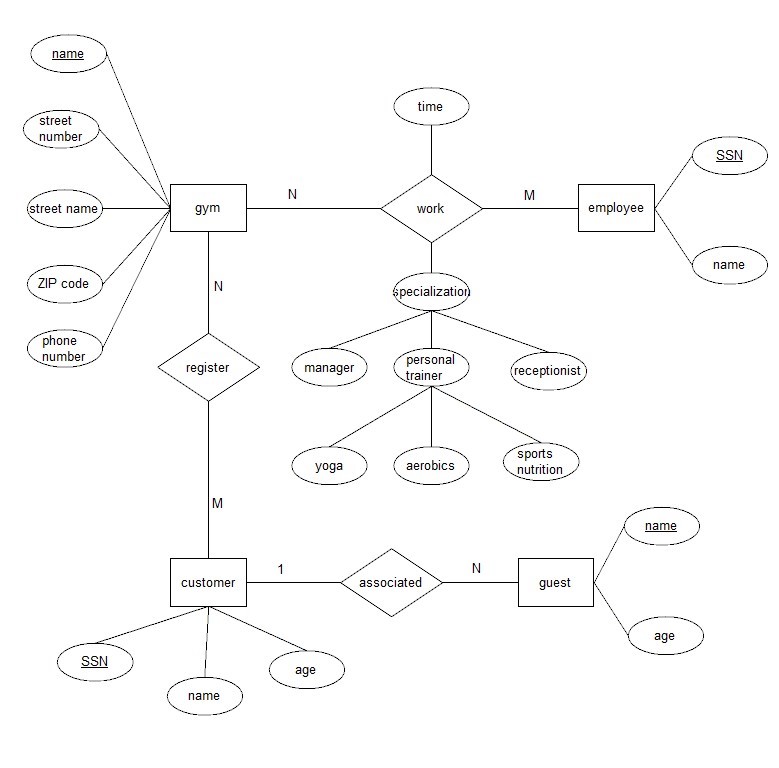 name
time
street
number
SSN
street name
gym
N
work
M
employee
ZIP code
name
N
specialization
phone
number
register
manager
personal
trainer
receptionist
yoga
aerobics
sports
nutrition
M
name
customer
1
associated
N
guest
age
SSN
name
age